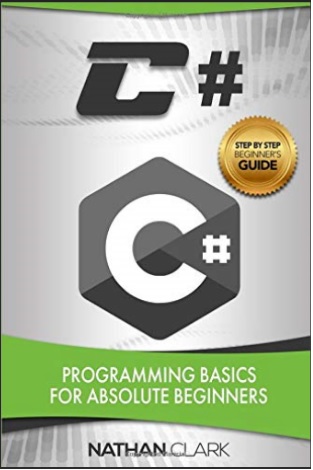 C#
STEP BY STEP
BEGINNER'S
GUIDE
C#
PROGRAMMING BASICS
FOR ABSOLUTE BEGINNERS
NATHAN CLARK